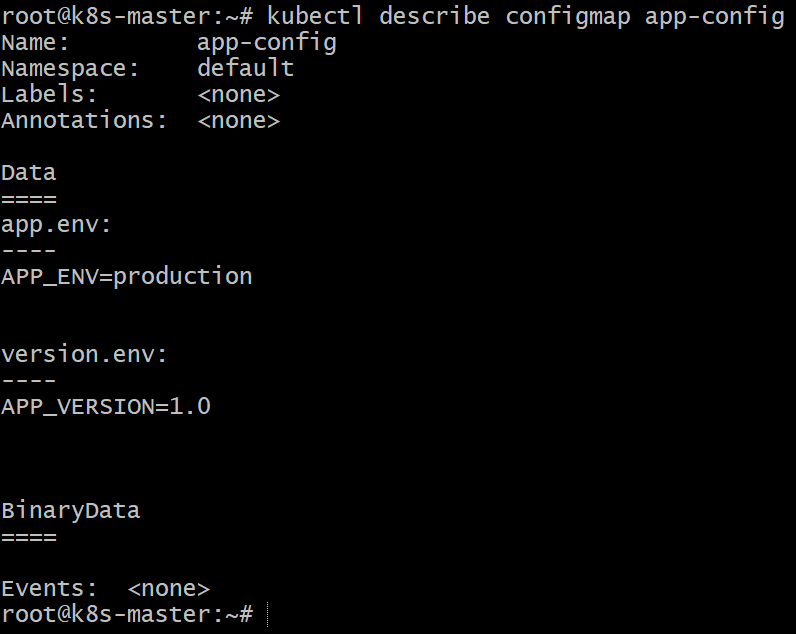 root@k8s-master:~# kubectl describe configmap app-config
Name:         app-config
Namespace:    default
Labels:       <none>
Annotations:  <none>

Data
====
app.env:
----
APP_ENV=production


version.env:
----
APP_VERSION=1.0



BinaryData
====

Events:  <none>
root@k8s-master:~#